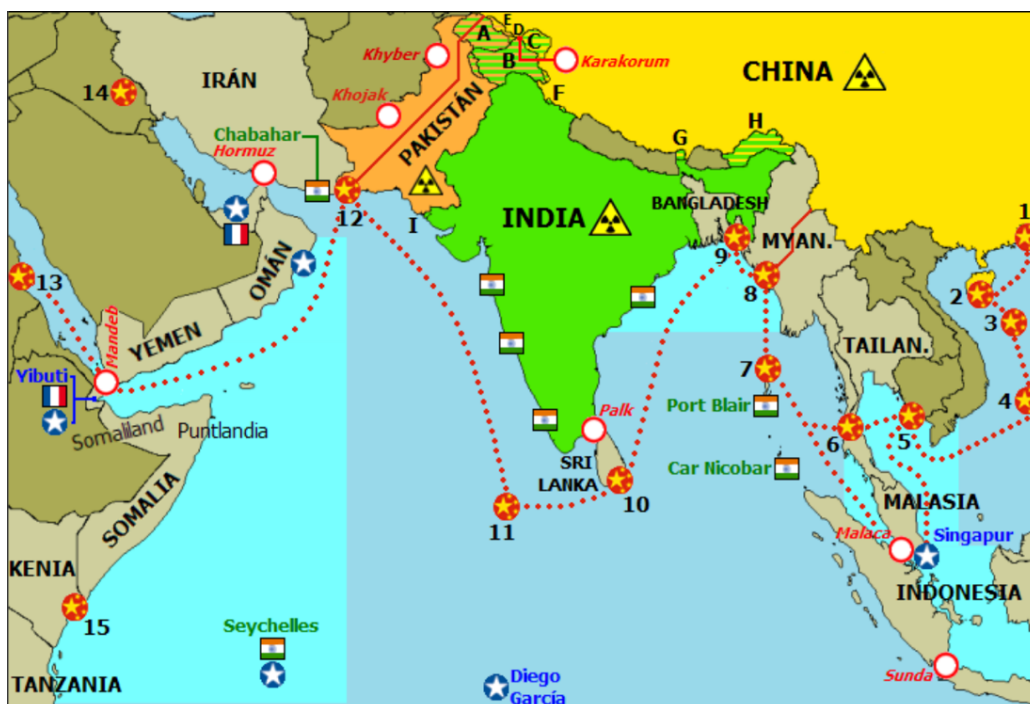 E
D
A
C
Khyber
B
Karakorum
CHINA
IRÁN
14
Khojak
F
PAKISTÁN
H
Chabahar
Hormuz
G
12
I
INDIA
BANGLADESH
1
MYAN.
9
13
OMÁN
8
2
3
YEMEN
TAILAN.
Mandeb
7
Yibuti
Port Blair
4
Palk
Somaliland
Puntlandia
6
5
SRI
LANKA
Car Nicobar
10
MALASIA
11
SOMALIA
Malaca
Singapur
KENIA
INDONESIA
15
Seychelles
Sunda
TANZANIA
Diego
García